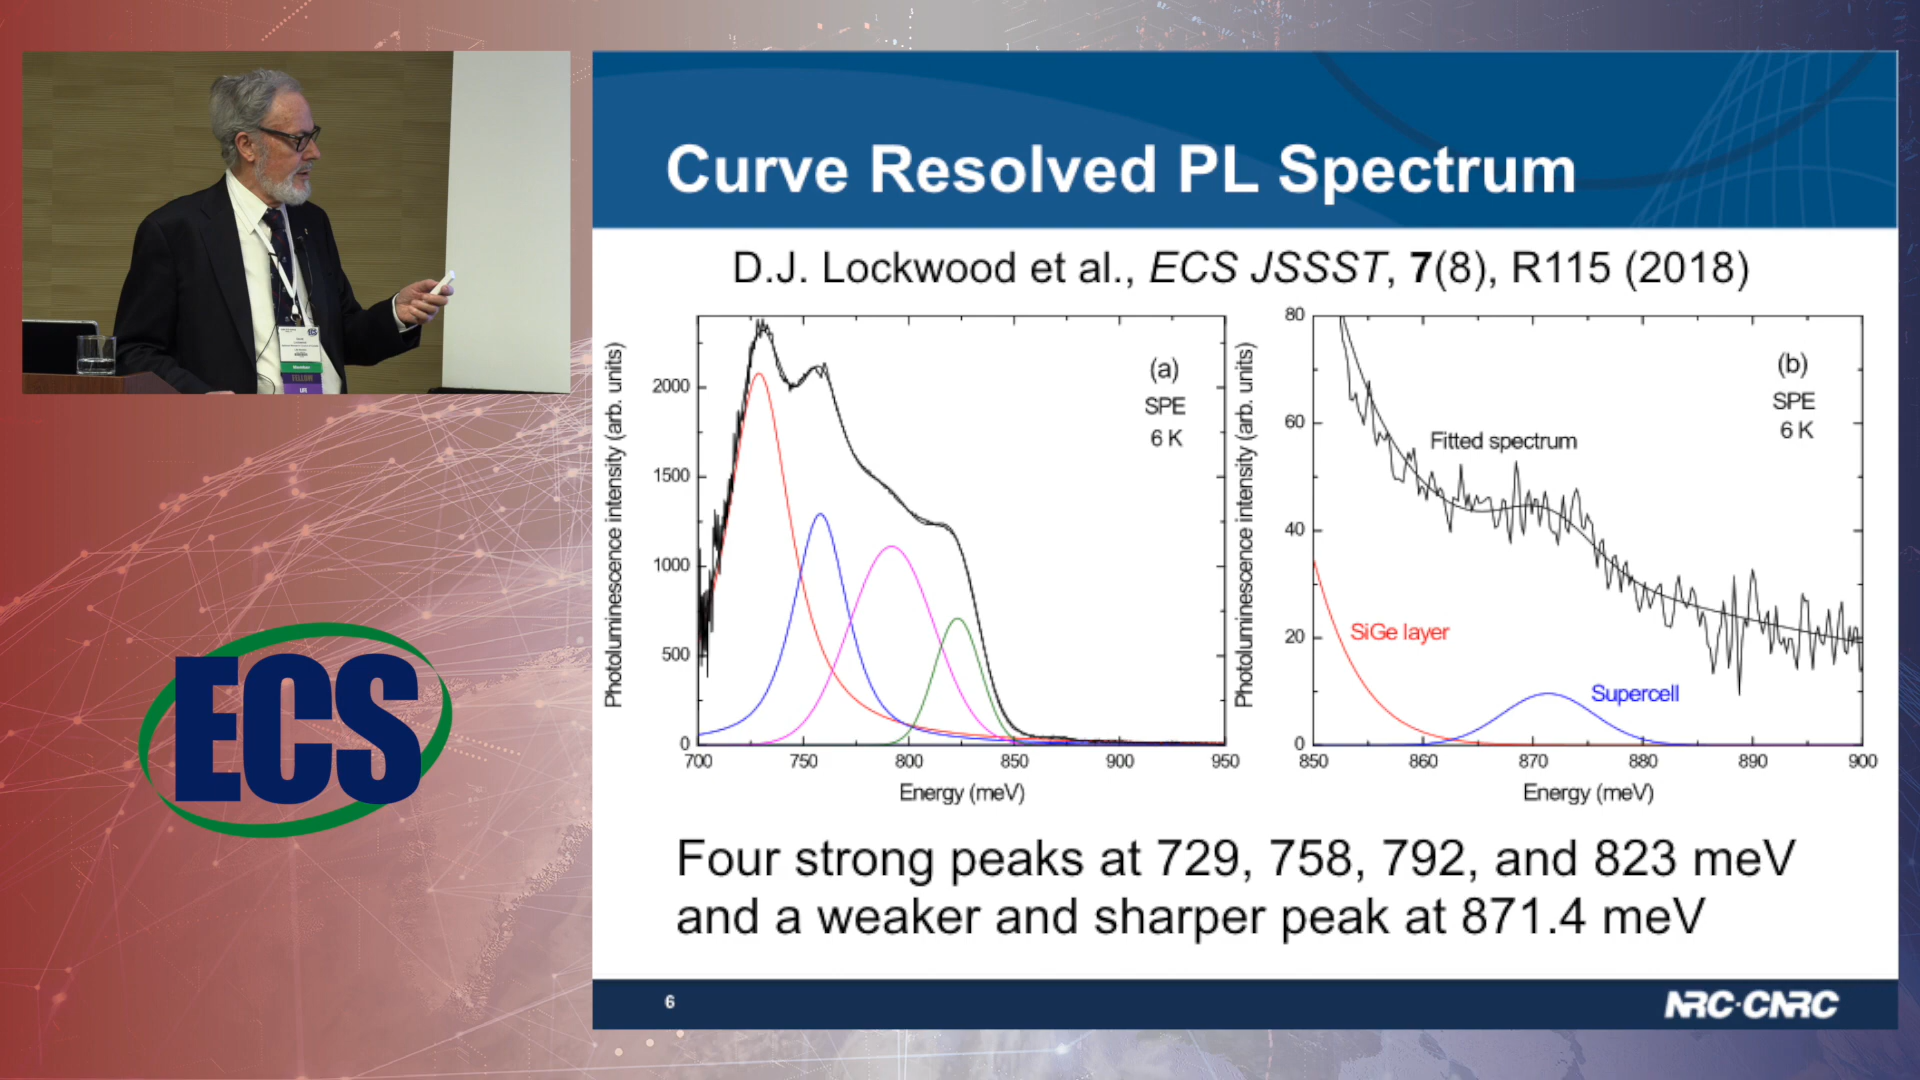 Curve Resolved PL Spectrum
D.J. Lockwood et al., ECS JSSST, 7(8), R115 (2018)
Photoluminescence intensity (arb. units)
2000
1500
1000
500
0
700
750
800
850
900
950
Energy (meV)
(a)
SPE
6 K
Photoluminescence intensity (arb. units)
80
60
40
20
0
850
860
870
880
890
900
Energy (meV)
(b)
SPE
6 K
Fitted spectrum
SiGe layer
Supercell
Four strong peaks at 729, 758, 792, and 823 meV
and a weaker and sharper peak at 871.4 meV
6
NRC·CNRC
ECS
ECS
Member
FELLOW